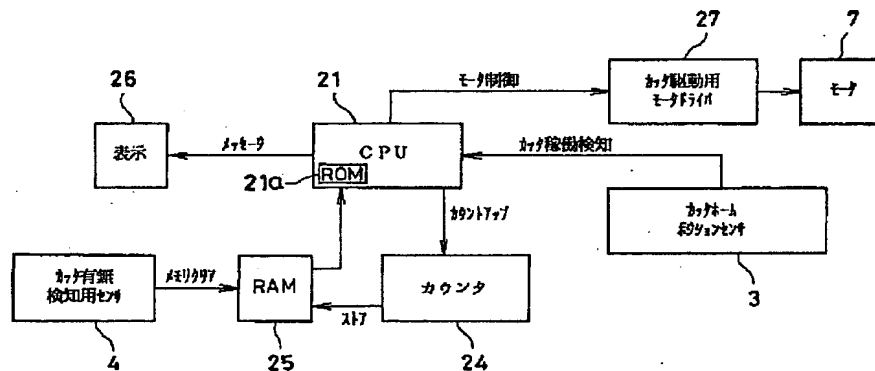 27
7
26
21
モータ制御
カッタ駆動用
モータドライバ
モータ
表示
メッセージ
CPU
カッタ稼働検知
21a
ROM
カウントアップ
カッタホーム
ポジションセンサ
カッタ有無
検知用センサ
メモリクリア
RAM
ストア
カウンタ
3
4
25
24